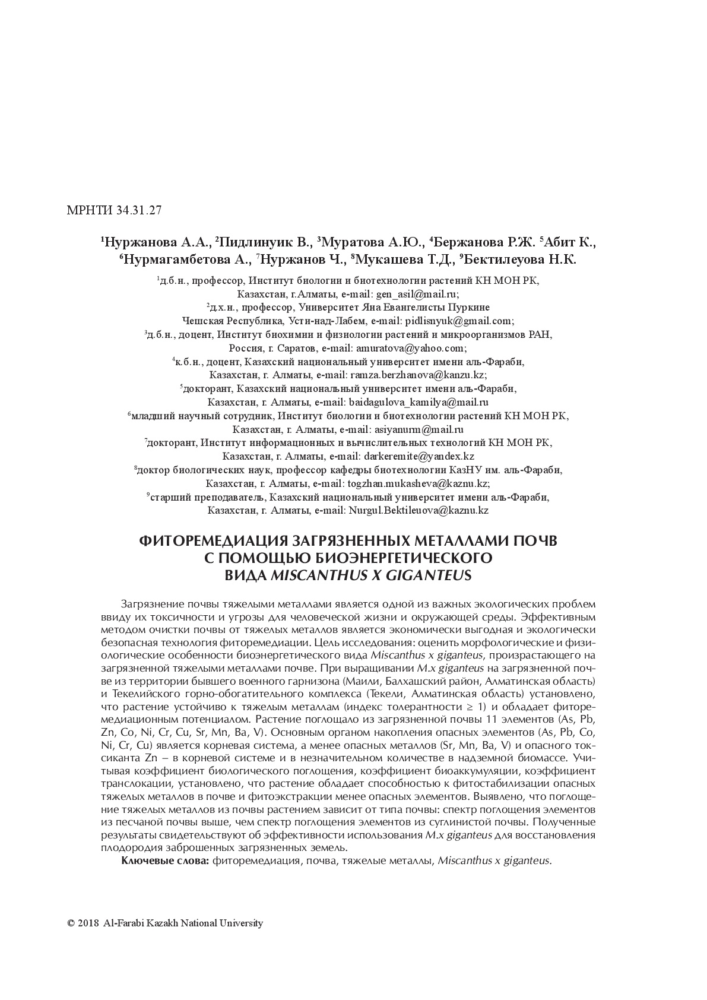 МРНТИ 34.31.27
¹Нуржанова А.А., ²Пидлинуик В., ³Муратова А.Ю., ⁴Бержанова Р.Ж. ⁵Абит К.,
⁶Нурмагамбетова А., ⁷Нуржанов Ч., ⁸Мукашева Т.Д., ⁹Бектилеуова Н.К.
¹д.б.н., профессор, Институт биологии и биотехнологии растений КН МОН РК,
Казахстан, г.Алматы, e-mail: gen_asil@mail.ru;
²д.х.н., профессор, Университет Яна Евангелисты Пуркине
Чешская Республика, Усти-над-Лабем, e-mail: pidlisnyuk@gmail.com;
³д.б.н., доцент, Институт биохимии и физиологии растений и микроорганизмов РАН,
Россия, г. Саратов, e-mail: amuratova@yahoo.com;
⁴к.б.н., доцент, Казахский национальный университет имени аль-Фараби,
Казахстан, г. Алматы, e-mail: ramza.berzhanova@kanzu.kz;
⁵докторант, Казахский национальный университет имени аль-Фараби,
Казахстан, г. Алматы, e-mail: baidagulova_kamilya@mail.ru
⁶младший научный сотрудник, Институт биологии и биотехнологии растений КН МОН РК,
Казахстан, г. Алматы, e-mail: asiyanurm@mail.ru
⁷докторант, Институт информационных и вычислительных технологий КН МОН РК,
Казахстан, г. Алматы, e-mail: darkeremite@yandex.kz
⁸доктор биологических наук, профессор кафедры биотехнологии КазНУ им. аль-Фараби,
Казахстан, г. Алматы, e-mail: togzhan.mukasheva@kaznu.kz;
⁹старший преподаватель, Казахский национальный университет имени аль-Фараби,
Казахстан, г. Алматы, e-mail: Nurgul.Bektileuova@kaznu.kz
ФИТОРЕМЕДИАЦИЯ ЗАГРЯЗНЕННЫХ МЕТАЛЛАМИ ПОЧВ
С ПОМОЩЬЮ БИОЭНЕРГЕТИЧЕСКОГО
ВИДА MISCANTHUS X GIGANTEUS
Загрязнение почвы тяжелыми металлами является одной из важных экологических проблем
ввиду их токсичности и угрозы для человеческой жизни и окружающей среды. Эффективным
методом очистки почвы от тяжелых металлов является экономически выгодная и экологически
безопасная технология фиторемедиации. Цель исследования: оценить морфологические и физи-
ологические особенности биоэнергетического вида Miscanthus x giganteus, произрастающего на
загрязненной тяжелыми металлами почве. При выращивании M.x giganteus на загрязненной поч-
ве из территории бывшего военного гарнизона (Маили, Балхашский район, Алматинская область)
и Текелийского горно-обогатительного комплекса (Текели, Алматинская область) установлено,
что растение устойчиво к тяжелым металлам (индекс толерантности ≥ 1) и обладает фиторе-
медиационным потенциалом. Растение поглощало из загрязненной почвы 11 элементов (As, Pb,
Zn, Co, Ni, Cr, Cu, Sr, Mn, Ba, V). Основным органом накопления опасных элементов (As, Pb, Co,
Ni, Cr, Cu) является корневая система, а менее опасных металлов (Sr, Mn, Ba, V) и опасного ток-
сиканта Zn – в корневой системе и в незначительном количестве в надземной биомассе. Учи-
тывая коэффициент биологического поглощения, коэффициент биоаккумуляции, коэффициент
транслокации, установлено, что растение обладает способностью к фитостабилизации опасных
тяжелых металлов в почве и фитоэкстракции менее опасных элементов. Выявлено, что поглоще-
ние тяжелых металлов из почвы растением зависит от типа почвы: спектр поглощения элементов
из песчаной почвы выше, чем спектр поглощения элементов из суглинистой почвы. Полученные
результаты свидетельствуют об эффективности использования M.x giganteus для восстановления
плодородия заброшенных загрязненных земель.
Ключевые слова: фиторемедиация, почва, тяжелые металлы, Miscanthus x giganteus.
© 2018 Al-Farabi Kazakh National University